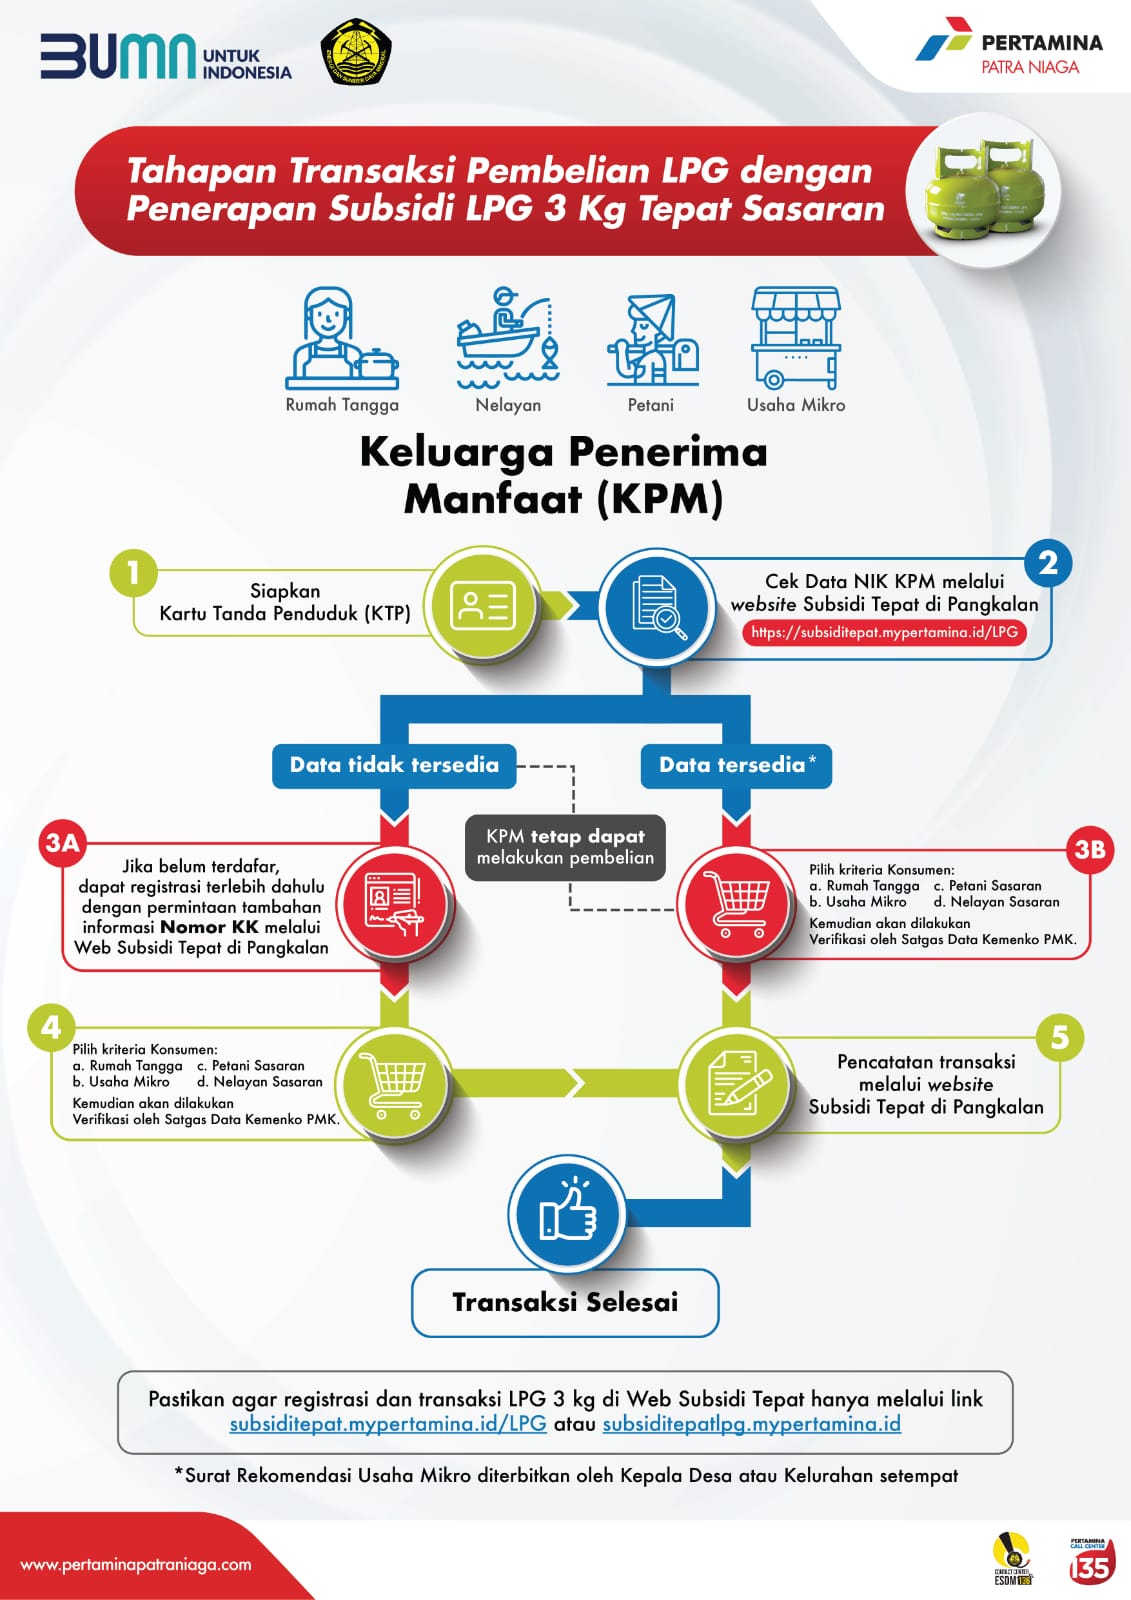 BUMN UNTUK
INDONESIA
PERTAMINA
PATRA NIAGA
Tahapan Transaksi Pembelian LPG dengan
Penerapan Subsidi LPG 3 Kg Tepat Sasaran
Rumah Tangga
Nelayan
Petani
Usaha Mikro
Keluarga Penerima
Manfaat (KPM)
1
Siapkan
Kartu Tanda Penduduk (KTP)
2
Cek Data NIK KPM melalui
website Subsidi Tepat di Pangkalan
https://subsiditepat.mypertamina.id/LPG
Data tidak tersedia
Data tersedia*
KPM tetap dapat
melakukan pembelian
3A
Jika belum terdafar,
dapat registrasi terlebih dahulu
dengan permintaan tambahan
informasi Nomor KK melalui
Web Subsidi Tepat di Pangkalan
3B
Pilih kriteria Konsumen:
a. Rumah Tangga c. Petani Sasaran
b. Usaha Mikro d. Nelayan Sasaran
Kemudian akan dilakukan
Verifikasi oleh Satgas Data Kemenko PMK.
4
Pilih kriteria Konsumen:
a. Rumah Tangga c. Petani Sasaran
b. Usaha Mikro d. Nelayan Sasaran
Kemudian akan dilakukan
Verifikasi oleh Satgas Data Kemenko PMK.
5
Pencatatan transaksi
melalui website
Subsidi Tepat di Pangkalan
Transaksi Selesai
Pastikan agar registrasi dan transaksi LPG 3 kg di Web Subsidi Tepat hanya melalui link
subsiditepat.mypertamina.id/LPG atau subsiditepatlpg.mypertamina.id
*Surat Rekomendasi Usaha Mikro diterbitkan oleh Kepala Desa atau Kelurahan setempat
www.pertaminapatraniaga.com
CONTACT CENTER
ESDM 136
PERTAMINA
CALL CENTER
135